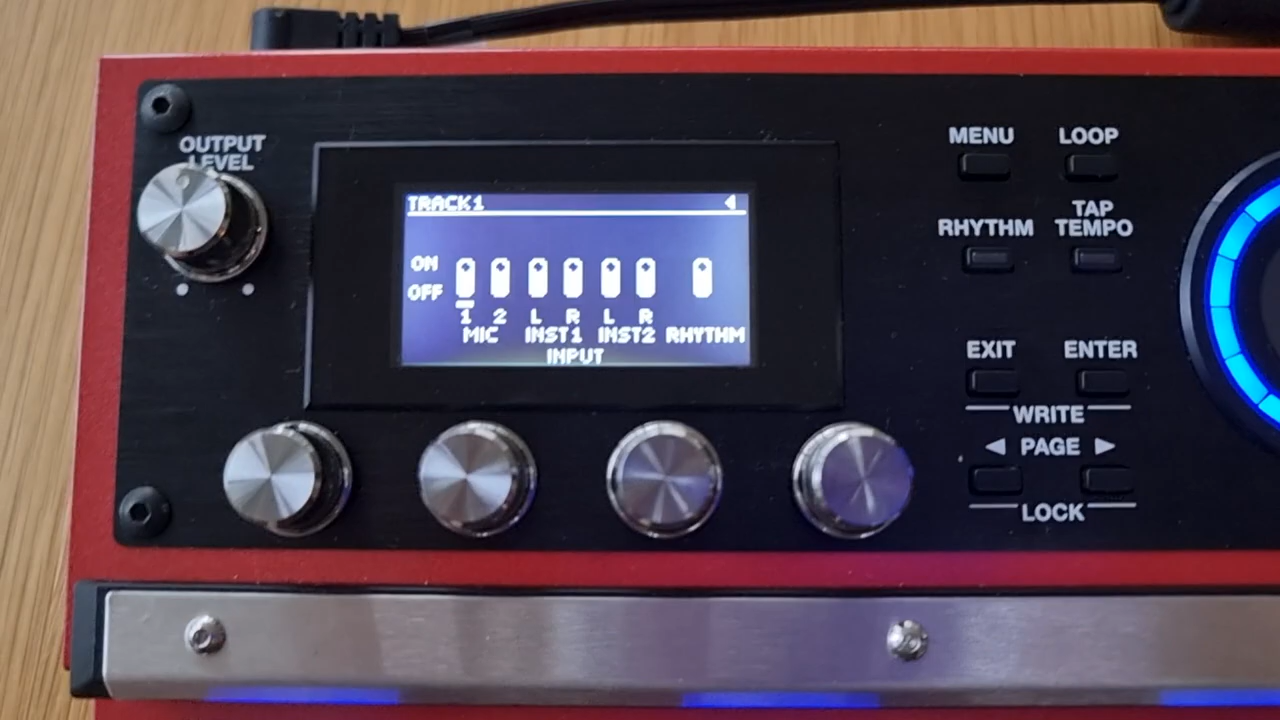 OUTPUT
LEVEL
TRACK1
ON
OFF
1 2 L R L R
MIC INST1 INST2 RHYTHM
INPUT
MENU LOOP
RHYTHM TAP TEMPO
EXIT ENTER
WRITE
◀ PAGE ▶
LOCK